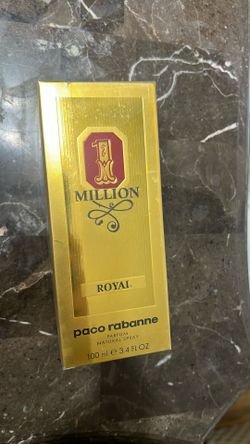 1
MILLION
ROYAL
paco rabanne
PARFUM
NATURAL SPRAY
100 ml e 3.4 FL.OZ